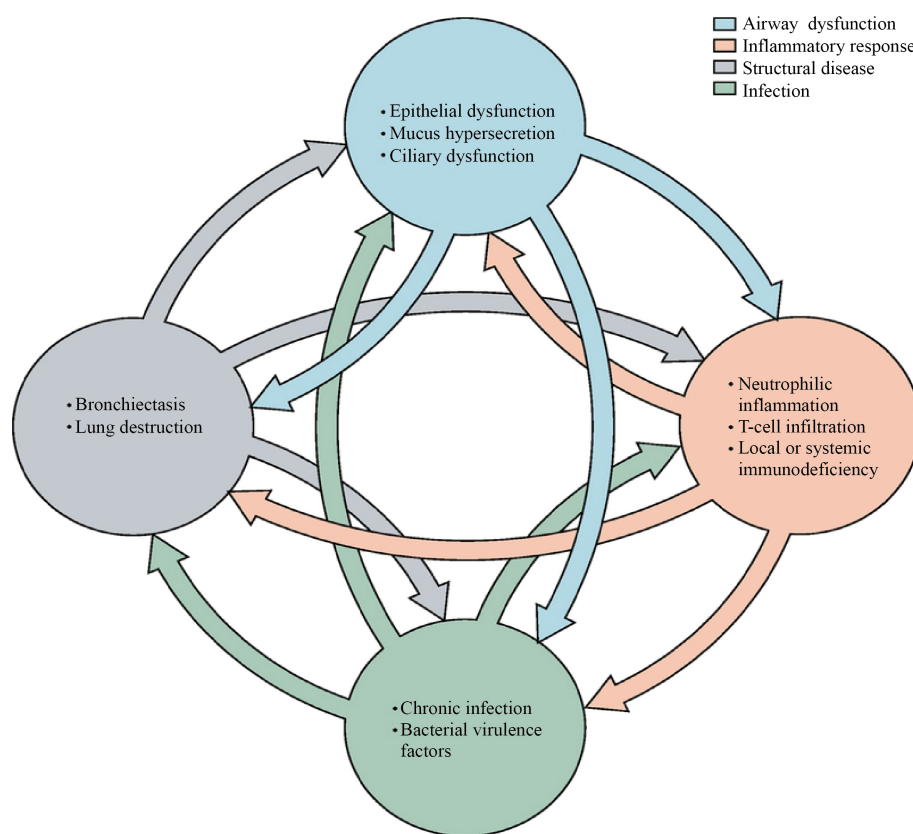 Airway dysfunction
Inflammatory response
Structural disease
Infection
• Epithelial dysfunction
• Mucus hypersecretion
• Ciliary dysfunction
• Bronchiectasis
• Lung destruction
• Neutrophilic
inflammation
• T-cell infiltration
• Local or systemic
immunodeficiency
• Chronic infection
• Bacterial virulence
factors